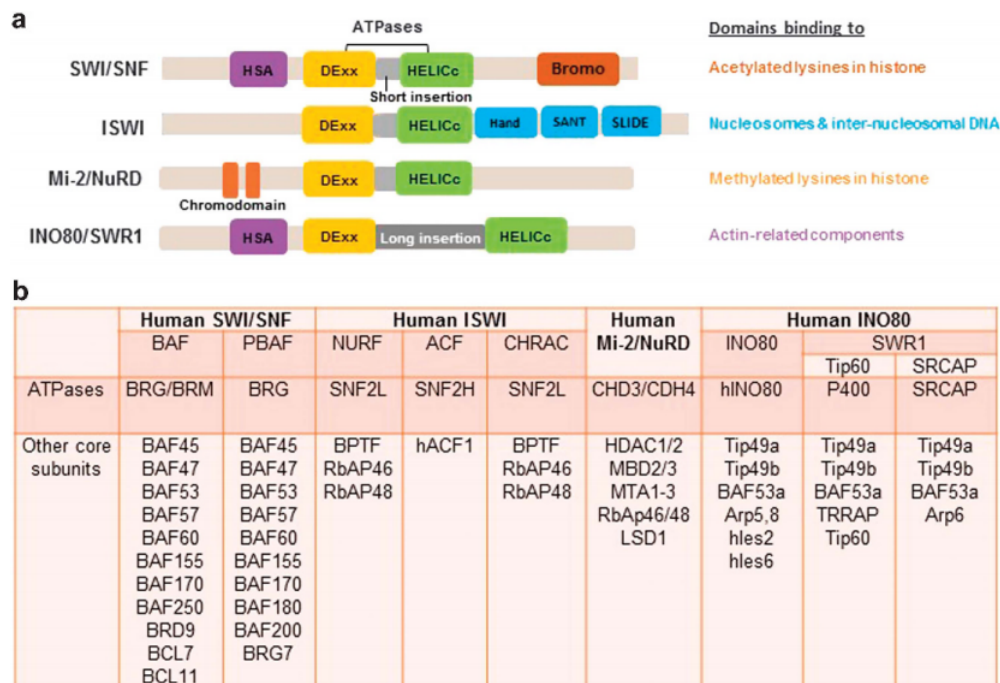 a
ATPases
Domains binding to
SWI/SNF HSA DExx HELICc Bromo Acetylated lysines in histone
Short insertion
ISWI DExx HELICc Hand SANT SLIDE Nucleosomes & inter-nucleosomal DNA
Mi-2/NuRD DExx HELICc Methylated lysines in histone
Chromodomain
INO80/SWR1 HSA DExx Long insertion HELICc Actin-related components
b
Human SWI/SNF Human ISWI Human Human INO80
BAF PBAF NURF ACF CHRAC Mi-2/NuRD INO80 SWR1
Tip60 SRCAP
ATPases BRG/BRM BRG SNF2L SNF2H SNF2L CHD3/CDH4 hINO80 P400 SRCAP
Other core BAF45 BAF45 BPTF hACF1 BPTF HDAC1/2 Tip49a Tip49a Tip49a
subunits BAF47 BAF47 RbAP46 RbAP46 MBD2/3 Tip49b Tip49b Tip49b
BAF53 BAF53 RbAP48 RbAP48 MTA1-3 BAF53a BAF53a BAF53a
BAF57 BAF57 RbAp46/48 Arp5,8 TRRAP Arp6
BAF60 BAF60 LSD1 hIes2 Tip60
BAF155 BAF155 hIes6
BAF170 BAF170
BAF250 BAF180
BRD9 BAF200
BCL7 BRG7
BCL11